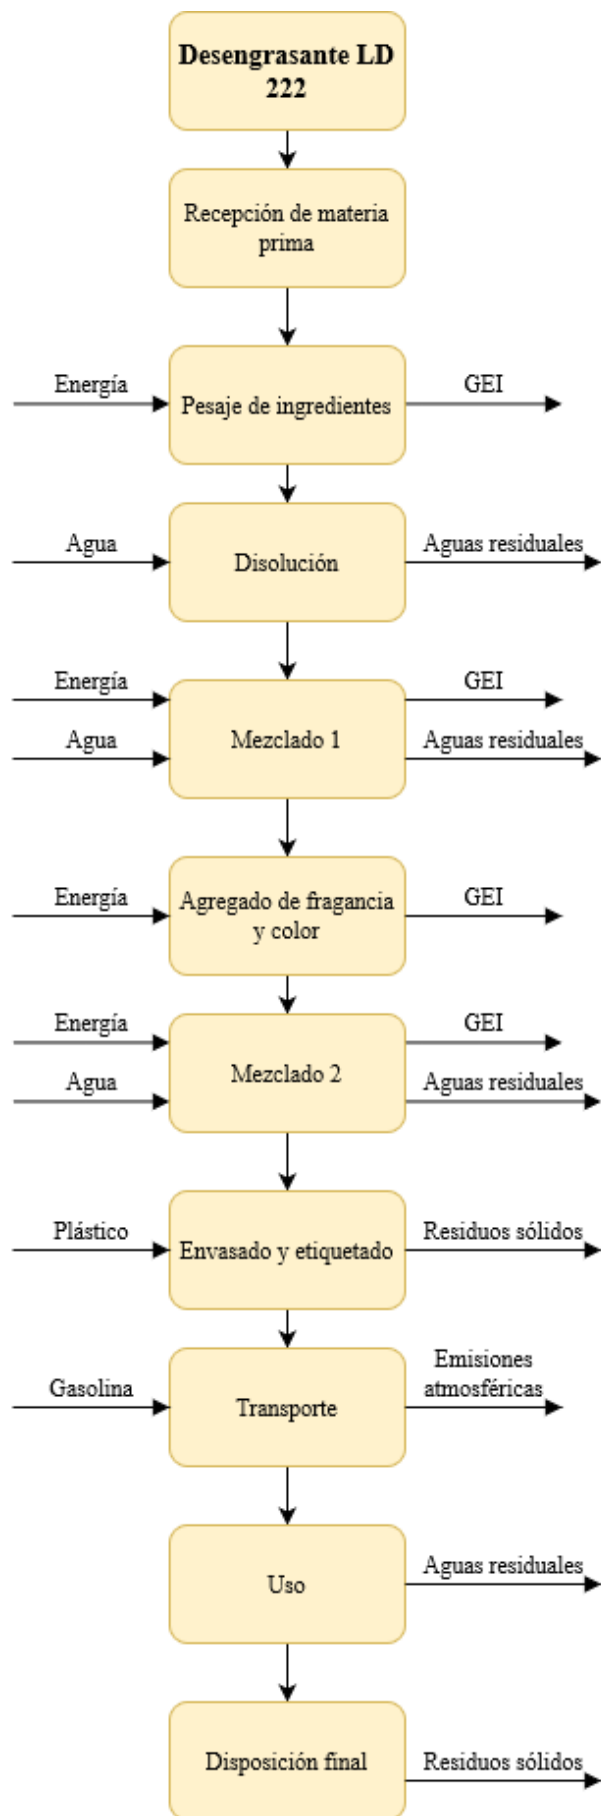 Desengrasante LD
222
Recepción de materia
prima
Energía
Pesaje de ingredientes
GEI
Agua
Disolución
Aguas residuales
Energía
GEI
Agua
Mezclado 1
Aguas residuales
Energía
Agregado de fragancia
y color
GEI
Energía
GEI
Agua
Mezclado 2
Aguas residuales
Plástico
Envasado y etiquetado
Residuos sólidos
Gasolina
Transporte
Emisiones
atmosféricas
Uso
Aguas residuales
Disposición final
Residuos sólidos